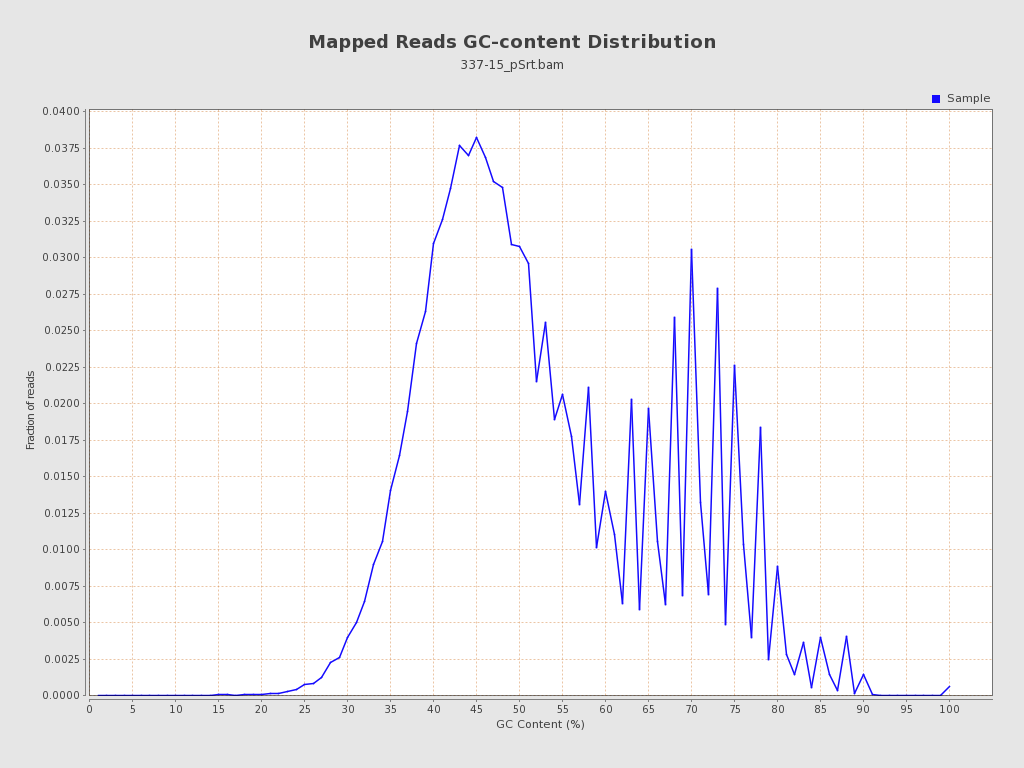 Mapped Reads GC-content Distribution
337-15_pSrt.bam
Sample
0.0400
0.0375
0.0350
0.0325
0.0300
0.0275
0.0250
0.0225
0.0200
0.0175
0.0150
0.0125
0.0100
0.0075
0.0050
0.0025
0.0000
Fraction of reads
0 5 10 15 20 25 30 35 40 45 50 55 60 65 70 75 80 85 90 95 100
GC Content (%)